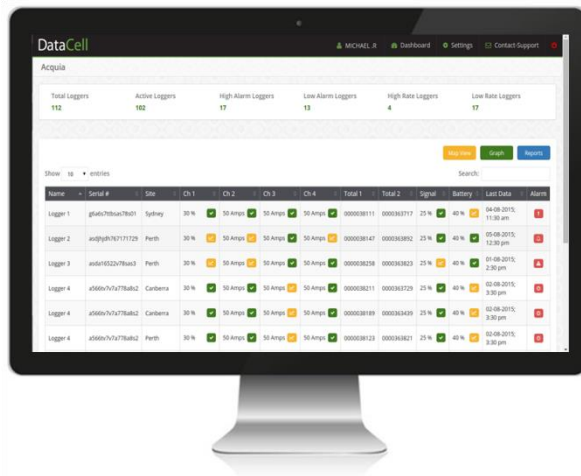 DataCell MICHAEL .R Dashboard Settings Contact-Support
Acquia
Total Loggers Active Loggers High Alarm Loggers Low Alarm Loggers High Rate Loggers Low Rate Loggers
112 102 17 13 4 17
Map View Graph Reports
Show 10 entries Search:
Name Serial # Site Ch 1 Ch 2 Ch 3 Ch 4 Total 1 Total 2 Signal Battery Last Data Alarm
Logger 1 Sydney 30 % 50 Amps 50 Amps 50 Amps 0000038111 0000363717 25 % 40 % 04-08-2015; 
11:30 am
Logger 2 Perth 30 % 50 Amps 50 Amps 50 Amps 0000038147 0000363892 25 % 40 % 05-08-2015;
12:30 pm
Logger 3 Perth 30 % 50 Amps 50 Amps 50 Amps 0000038258 0000363823 25 % 40 % 01-08-2015;
2:30 pm
Logger 4 Canberra 30 % 50 Amps 50 Amps 50 Amps 0000038211 0000363729 25 % 40 % 02-08-2015;
3:30 pm
Logger 4 Canberra 30 % 50 Amps 50 Amps 50 Amps 0000038189 0000363439 25 % 40 % 02-08-2015;
3:30 pm
Logger 4 Perth 30 % 50 Amps 50 Amps 50 Amps 0000038123 0000363821 25 % 40 % 02-08-2015;
3:30 pm